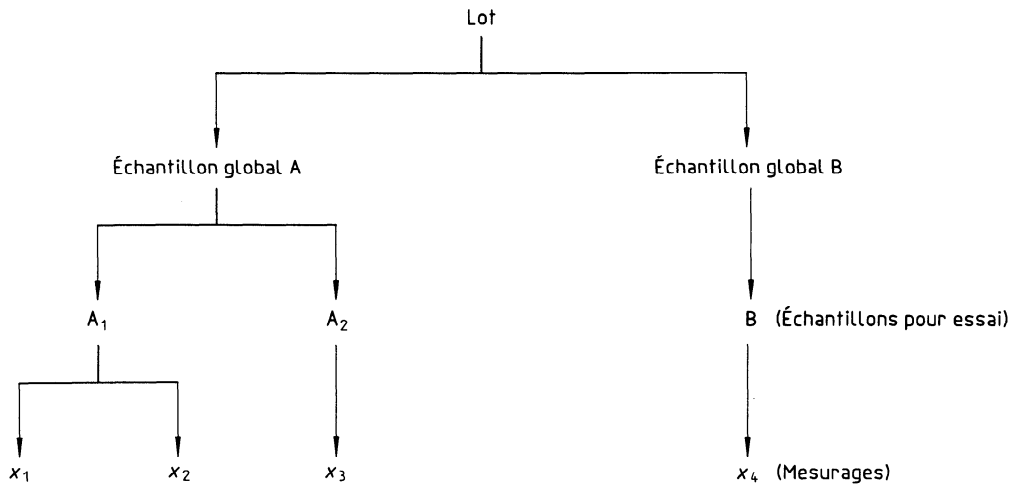 Lot
Échantillon global A
Échantillon global B
A₁
A₂
B (Échantillons pour essai)
x₁
x₂
x₃
x₄ (Mesurages)